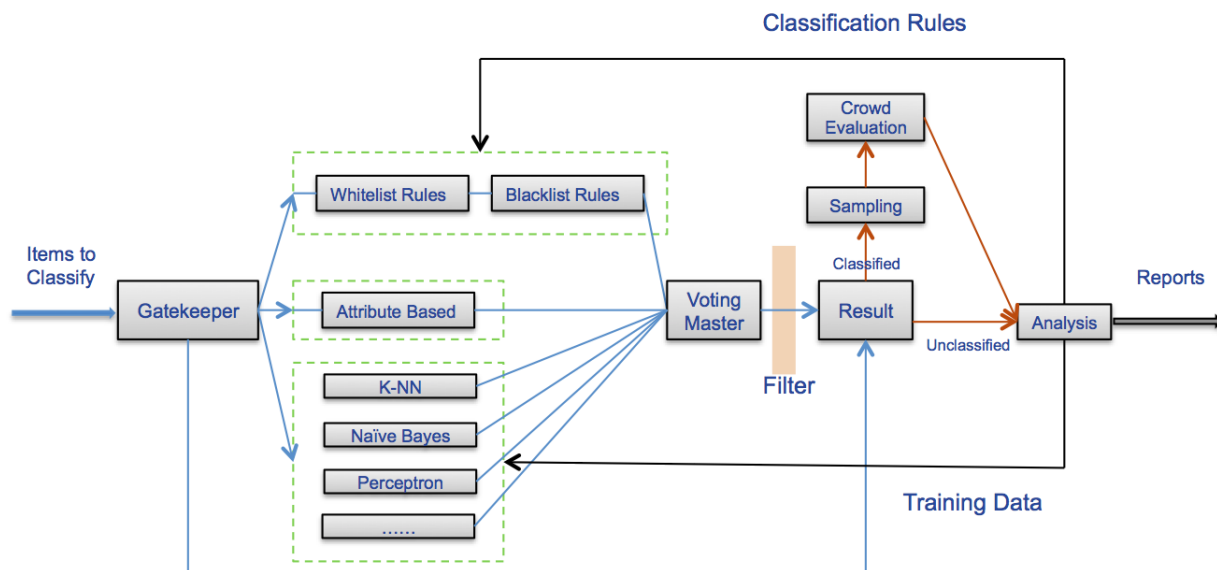 Classification Rules
Crowd
Evaluation
Whitelist Rules
Blacklist Rules
Sampling
Items to
Classify
Classified
Reports
Gatekeeper
Attribute Based
Voting
Master
Result
Analysis
Unclassified
Filter
K-NN
Naïve Bayes
Perceptron
......
Training Data